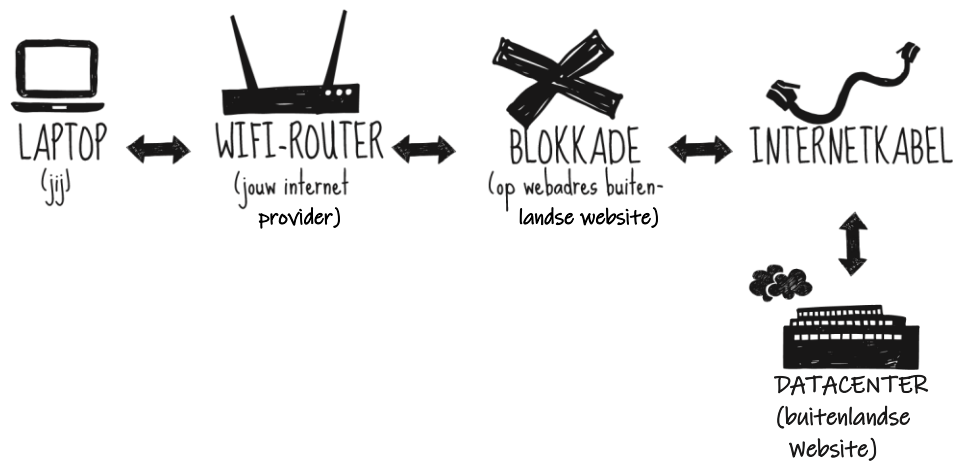 LAPTOP
(jij)
WIFI-ROUTER
(jouw internet
provider)
BLOKKADE
(op webadres buiten-
landse website)
INTERNETKABEL
DATACENTER
(buitenlandse
Website)